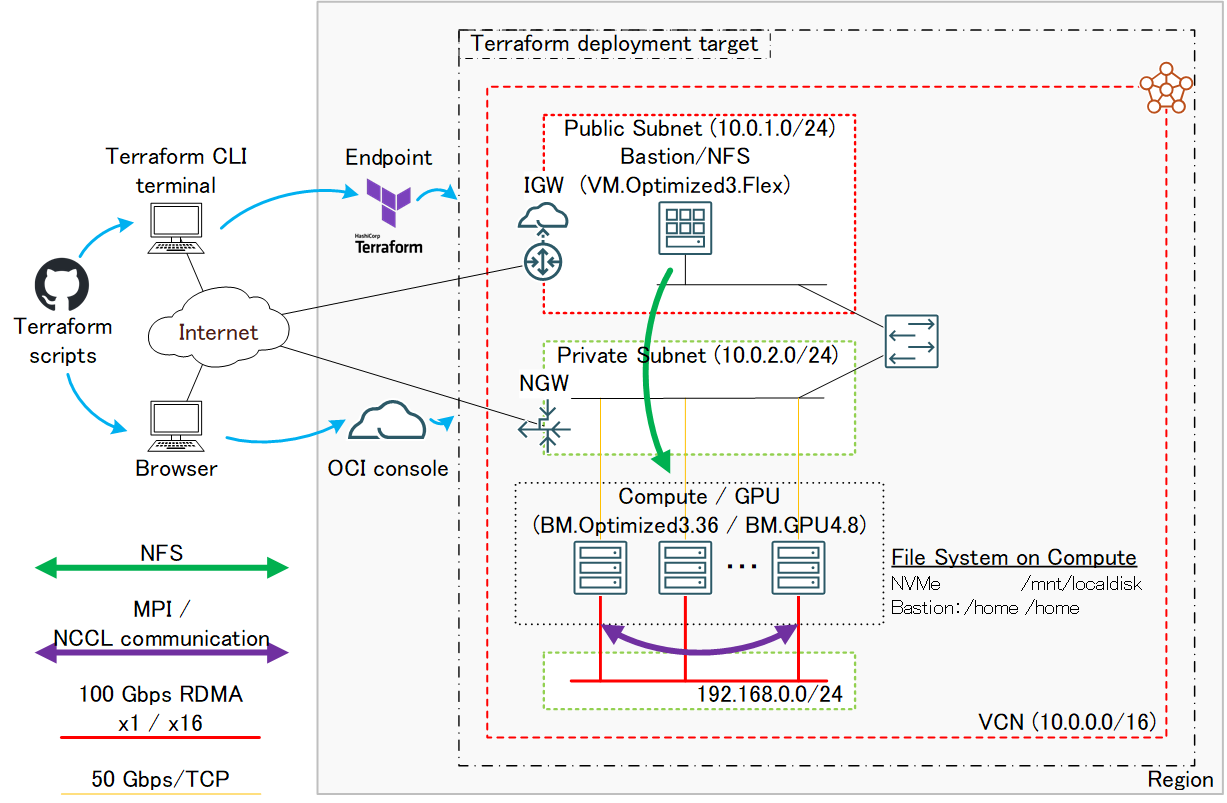 Terraform deployment target
Public Subnet (10.0.1.0/24)
Bastion/NFS
(VM.Optimized3.Flex)
IGW
Terraform CLI
terminal
Endpoint
HashiCorp
Terraform
Terraform
scripts
Internet
Private Subnet (10.0.2.0/24)
NGW
Browser
OCI console
Compute / GPU
(BM.Optimized3.36 / BM.GPU4.8)
...
File System on Compute
NVMe /mnt/localdisk
Bastion:/home /home
192.168.0.0/24
VCN (10.0.0.0/16)
Region
NFS
MPI /
NCCL communication
100 Gbps RDMA
x1 / x16
50 Gbps/TCP